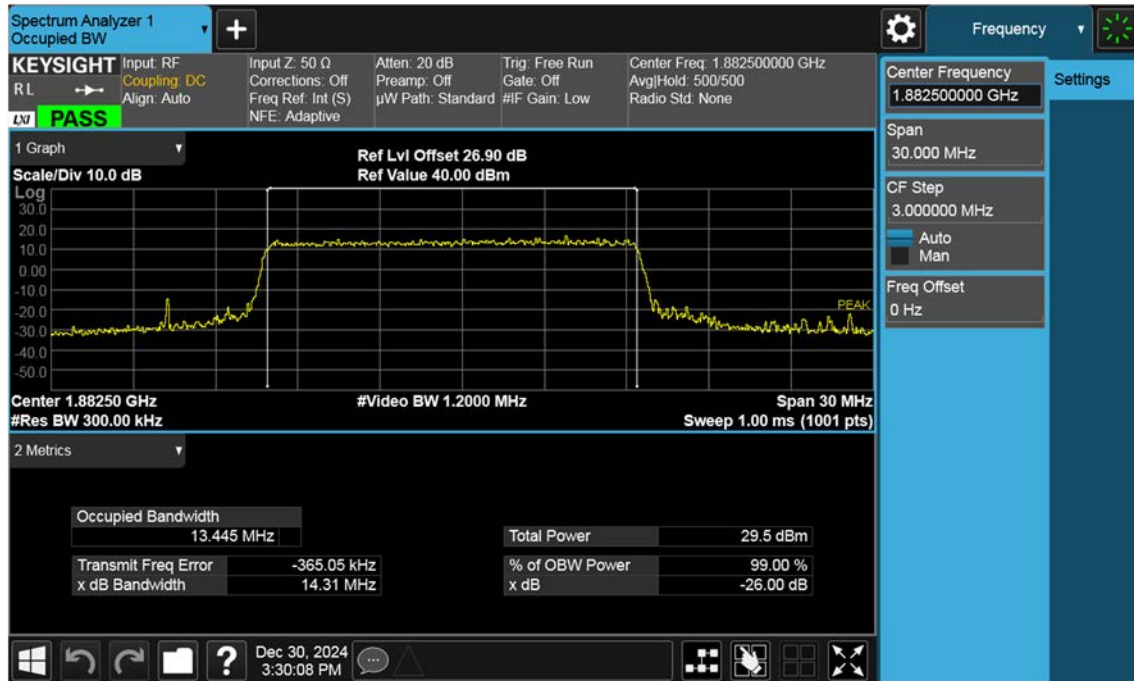 Spectrum Analyzer 1
Occupied BW
Frequency
KEYSIGHT
R L
LXI PASS
Input: RF
Coupling: DC
Align: Auto
Input Z: 50 Ω
Corrections: Off
Freq Ref: Int (S)
NFE: Adaptive
Atten: 20 dB
Preamp: Off
µW Path: Standard
Trig: Free Run
Gate: Off
#IF Gain: Low
Center Freq: 1.882500000 GHz
Avg|Hold: 500/500
Radio Std: None
1 Graph
Scale/Div 10.0 dB
Ref Lvl Offset 26.90 dB
Ref Value 40.00 dBm
Log
30.0
20.0
10.0
0.00
-10.0
-20.0
-30.0
-40.0
-50.0
PEAK
Center 1.88250 GHz
#Video BW 1.2000 MHz
Span 30 MHz
#Res BW 300.00 kHz
Sweep 1.00 ms (1001 pts)
2 Metrics
Occupied Bandwidth
13.445 MHz
Total Power 29.5 dBm
Transmit Freq Error -365.05 kHz
% of OBW Power 99.00 %
x dB Bandwidth 14.31 MHz
x dB -26.00 dB
Dec 30, 2024
3:30:08 PM
Center Frequency
1.882500000 GHz
Settings
Span
30.000 MHz
CF Step
3.000000 MHz
Auto
Man
Freq Offset
0 Hz